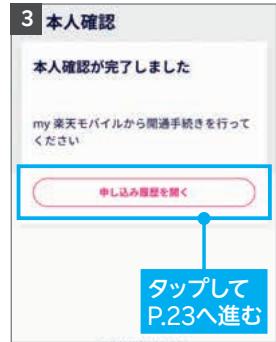 3 本人確認
本人確認が完了しました
my 楽天モバイルから開通手続きを行って
ください
申し込み履歴を開く
タップして
P.23へ進む